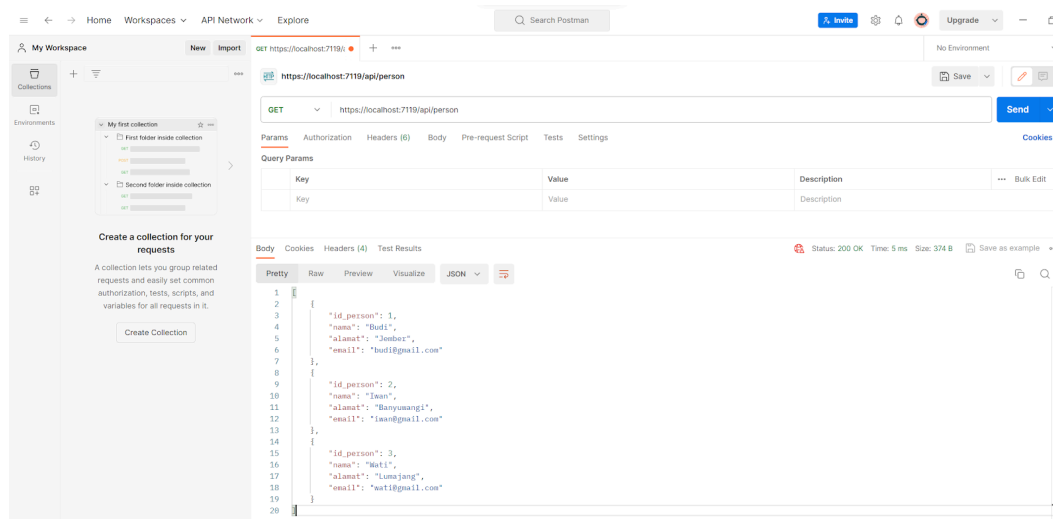 Home Workspaces API Network Explore Search Postman Invite Upgrade
My Workspace New Import GET https://localhost:7119/a No Environment
Collections
Environments
History
https://localhost:7119/api/person Save
GET https://localhost:7119/api/person Send
Params Authorization Headers (6) Body Pre-request Script Tests Settings Cookies
Query Params
Key Value Description Bulk Edit
Key Value Description
My first collection
First folder inside collection
GET
POST
GET
Second folder inside collection
GET
GET
Create a collection for your
requests
A collection lets you group related
requests and easily set common
authorization, tests, scripts, and
variables for all requests in it.
Create Collection
Body Cookies Headers (4) Test Results Status: 200 OK Time: 5 ms Size: 374 B Save as example
Pretty Raw Preview Visualize JSON
1 [
2 {
3 "id_person": 1,
4 "nama": "Budi",
5 "alamat": "Jember",
6 "email": "budi@gmail.com"
7 },
8 {
9 "id_person": 2,
10 "nama": "Iwan",
11 "alamat": "Banyumangi",
12 "email": "iwan@gmail.com"
13 },
14 {
15 "id_person": 3,
16 "nama": "Wati",
17 "alamat": "Lumajang",
18 "email": "wati@gmail.com"
19 }
20 ]